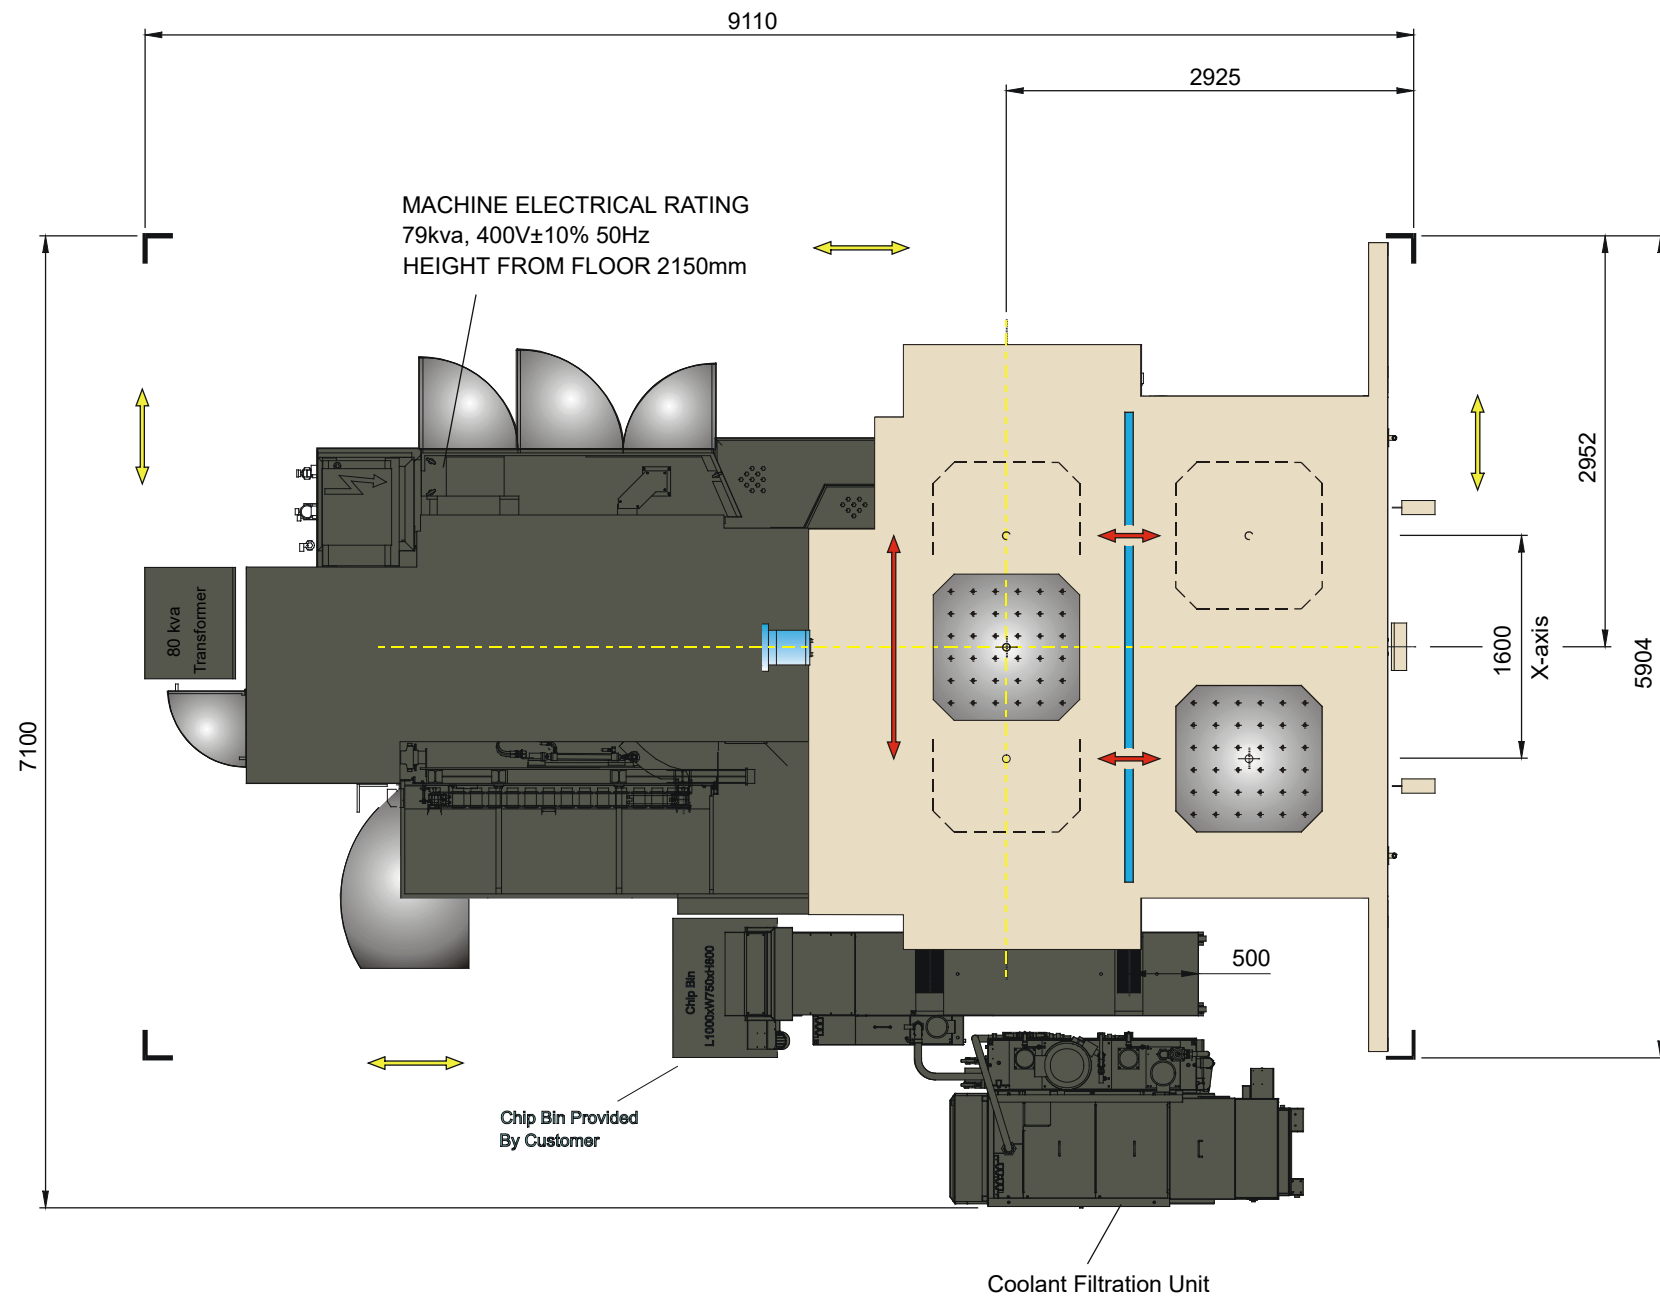 9110
2925
MACHINE ELECTRICAL RATING
79kva, 400V±10% 50Hz
HEIGHT FROM FLOOR 2150mm
2952
80 kva
Transformer
1600
X-axis
5904
7100
500
Chip Bin
L1000xW750xH800
Chip Bin Provided
By Customer
Coolant Filtration Unit